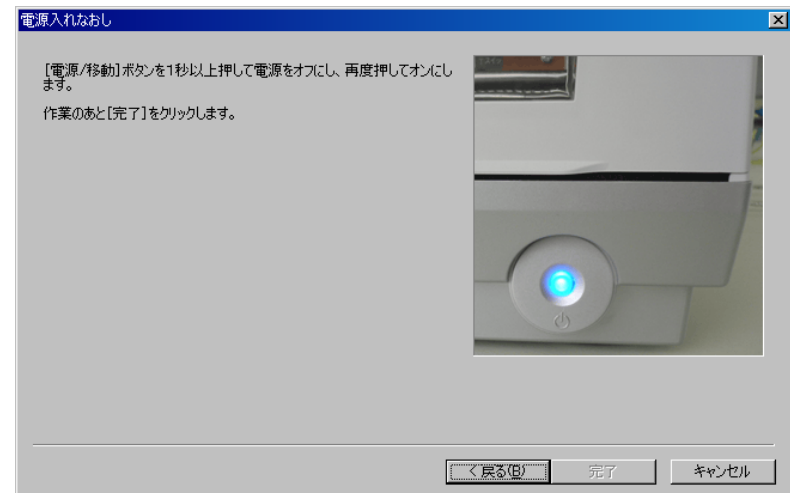 電源入れなおし
[電源/移動]ボタンを1秒以上押して電源をオフにし、再度押してオンにし
ます。
作業のあと[完了]をクリックします。
< 戻る(B)
完了
キャンセル